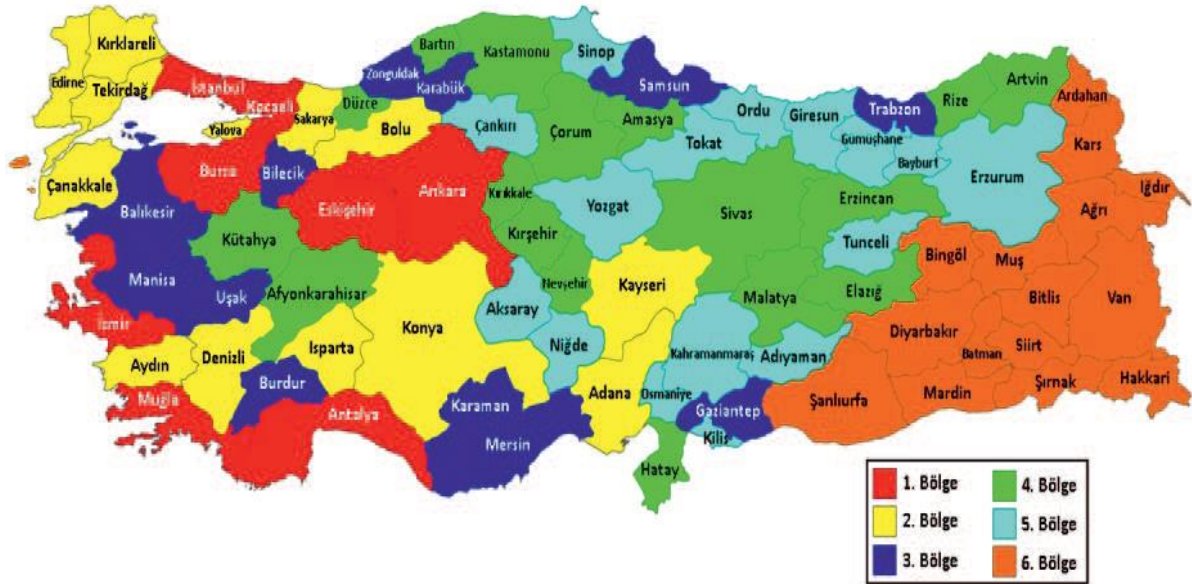 Kırklareli
Edirne
Tekirdağ
İstanbul
Kocaeli
Yalova
Sakarya
Düzce
Bolu
Zonguldak
Bartın
Karabük
Kastamonu
Sinop
Samsun
Çankırı
Çorum
Amasya
Tokat
Ordu
Giresun
Gümüşhane
Trabzon
Bayburt
Rize
Artvin
Ardahan
Kars
Iğdır
Ağrı
Erzurum
Erzincan
Çanakkale
Balıkesir
Bursa
Bilecik
Eskişehir
Ankara
Kırıkkale
Kırşehir
Yozgat
Sivas
Tunceli
Bingöl
Muş
Bitlis
Van
Kütahya
Manisa
Uşak
Afyonkarahisar
Konya
Aksaray
Nevşehir
Kayseri
Malatya
Elazığ
Diyarbakır
Batman
Siirt
Şırnak
Hakkari
İzmir
Aydın
Denizli
Isparta
Burdur
Niğde
Adana
Kahramanmaraş
Adıyaman
Osmaniye
Gaziantep
Şanlıurfa
Mardin
Muğla
Antalya
Karaman
Mersin
Kilis
Hatay
1. Bölge
2. Bölge
3. Bölge
4. Bölge
5. Bölge
6. Bölge